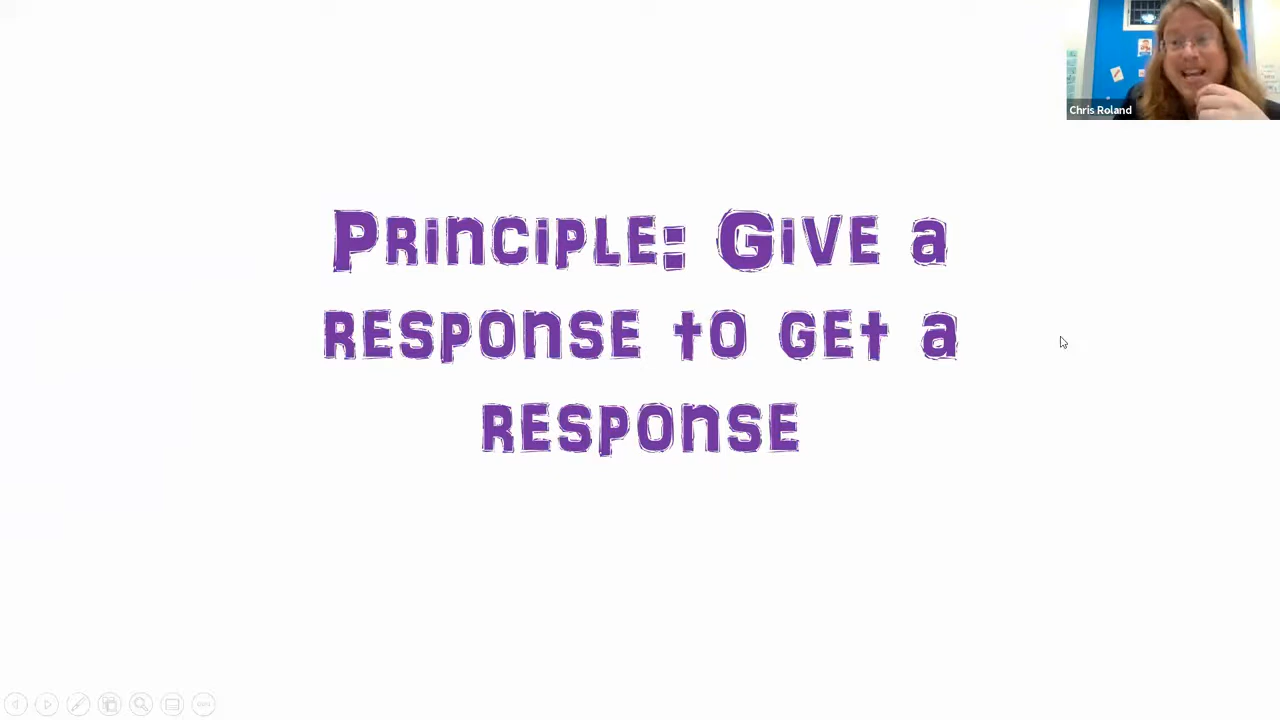 Chris Roland
Principle: Give a
response to get a
response